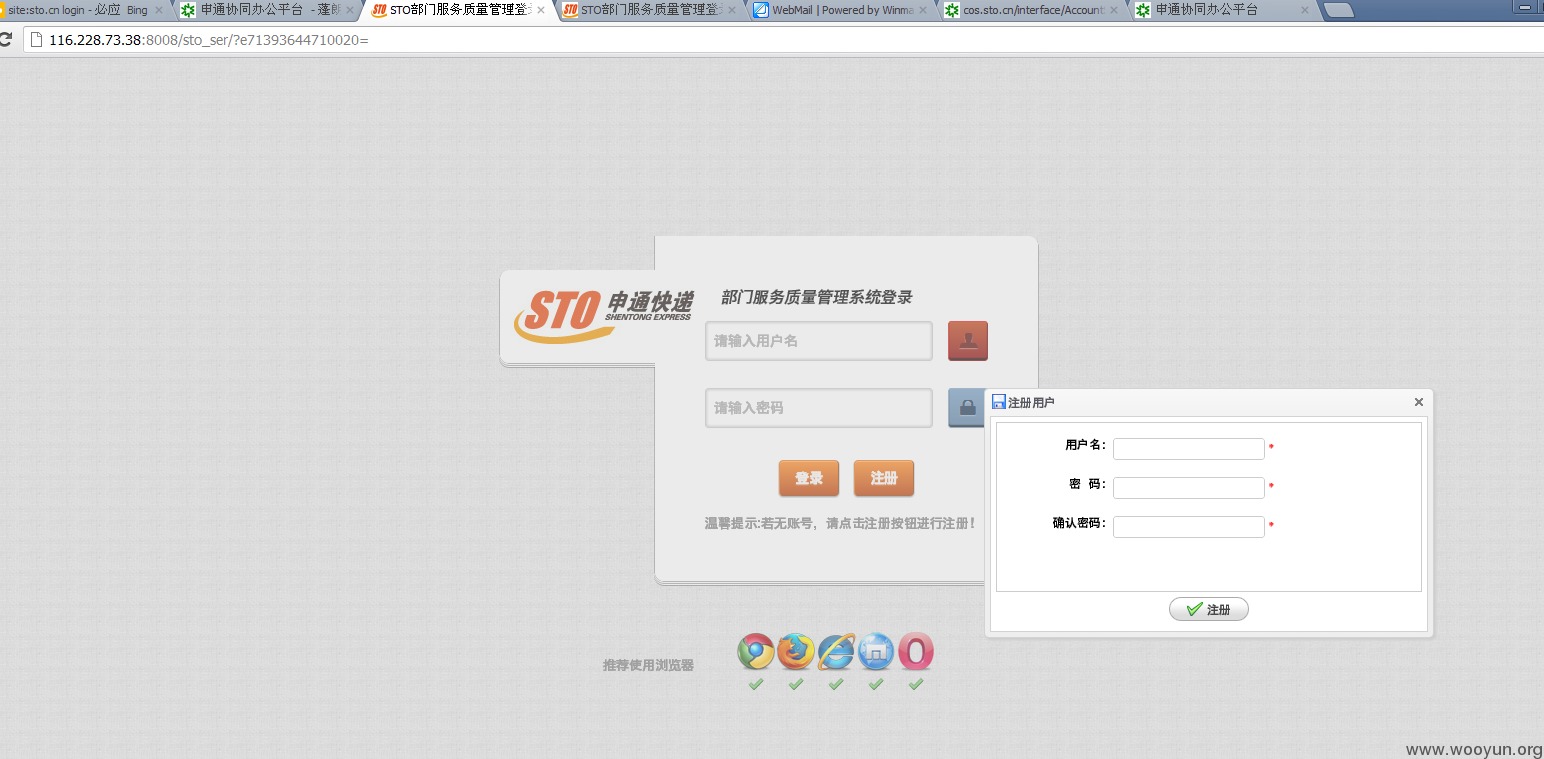 site:sto.cn login - 必应 Bing
申通协同办公平台 - 蓬朗
STO部门服务质量管理登录
STO部门服务质量管理登录
WebMail | Powered by Winma
cos.sto.cn/interface/Account
申通协同办公平台
116.228.73.38:8008/sto_ser/?e71393644710020=
STO 申通快递
SHENTONG EXPRESS
部门服务质量管理系统登录
请输入用户名
请输入密码
登录 注册
温馨提示:若无账号，请点击注册按钮进行注册！
注册用户
用户名: *
密 码: *
确认密码: *
注册
推荐使用浏览器
www.wooyun.org